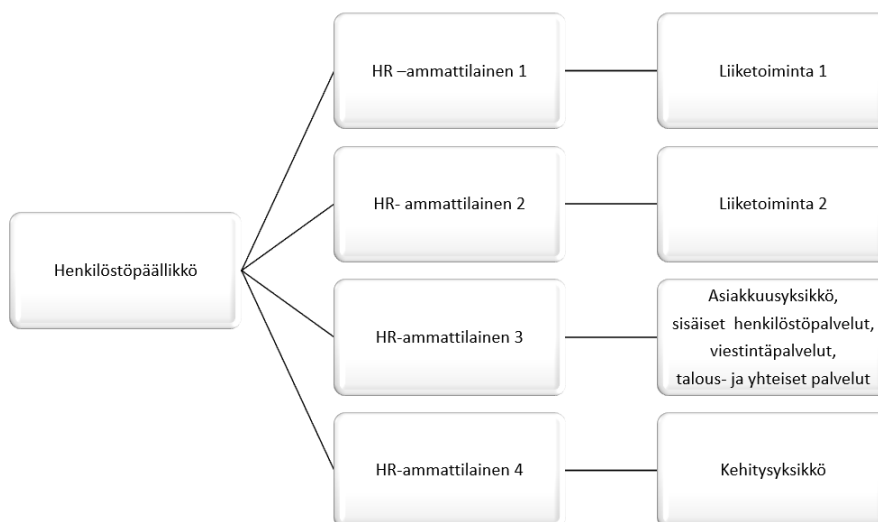 HR –ammattilainen 1
Liiketoiminta 1
HR- ammattilainen 2
Liiketoiminta 2
Henkilöstöpäällikkö
HR-ammattilainen 3
Asiakkuusyksikkö,
sisäiset henkilöstöpalvelut,
viestintäpalvelut,
talous- ja yhteiset palvelut
HR-ammattilainen 4
Kehitysyksikkö